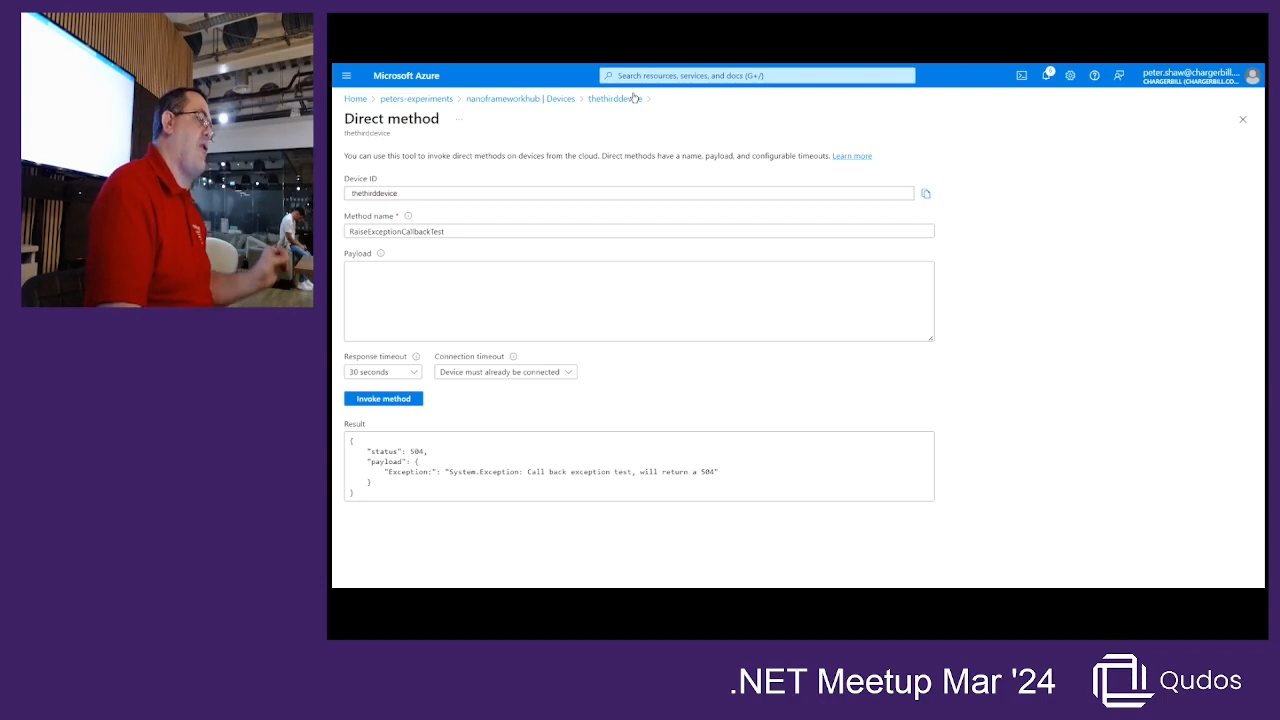 Microsoft Azure
Search resources, services, and docs (G+/)
1
peter.shaw@chargerbill....
CHARGERBILL (CHARGERBILL.CO...
Home > peters-experiments > nanoframeworkhub | Devices > thethirddevice >
Direct method ...
thethirddevice
You can use this tool to invoke direct methods on devices from the cloud. Direct methods have a name, payload, and configurable timeouts. Learn more
Device ID
thethirddevice
Method name *
RaiseExceptionCallbackTest
Payload
Response timeout Connection timeout
30 seconds Device must already be connected
Invoke method
Result
{
"status": 504,
"payload": {
"Exception:": "System.Exception: Call back exception test, will return a 504"
}
}
.NET Meetup Mar '24
Qudos